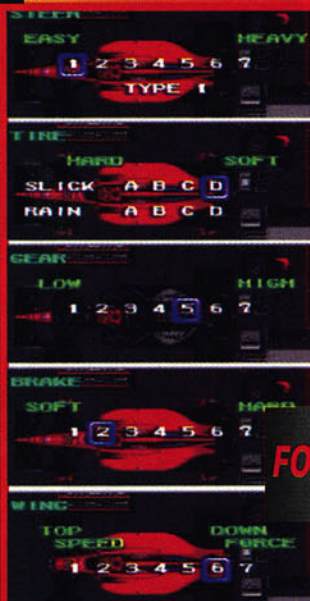 STEER
EASY HEAVY
1 2 3 4 5 6 7
TYPE 1
TIRE
HARD SOFT
SLICK A B C D
RAIN A B C D
GEAR
LOW HIGH
1 2 3 4 5 6 7
BRAKE
SOFT HARD
1 2 3 4 5 6 7
FO
WING
TOP SPEED DOWN FORCE
1 2 3 4 5 6 7